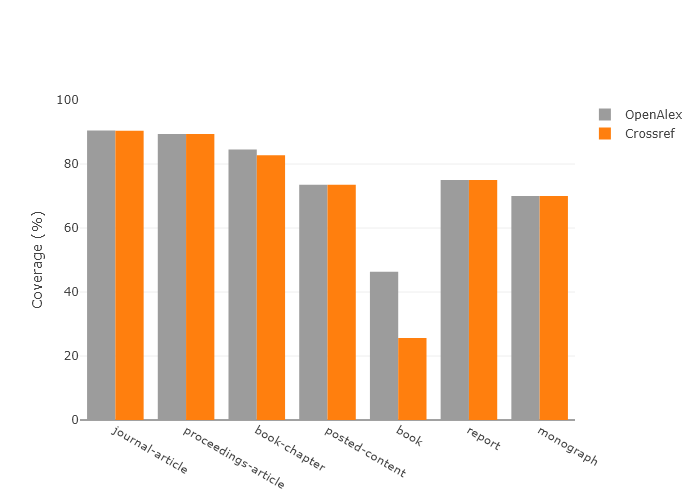 100
80
60
40
20
0
Coverage (%)
journal-article
proceedings-article
book-chapter
posted-content
book
report
monograph
OpenAlex
Crossref